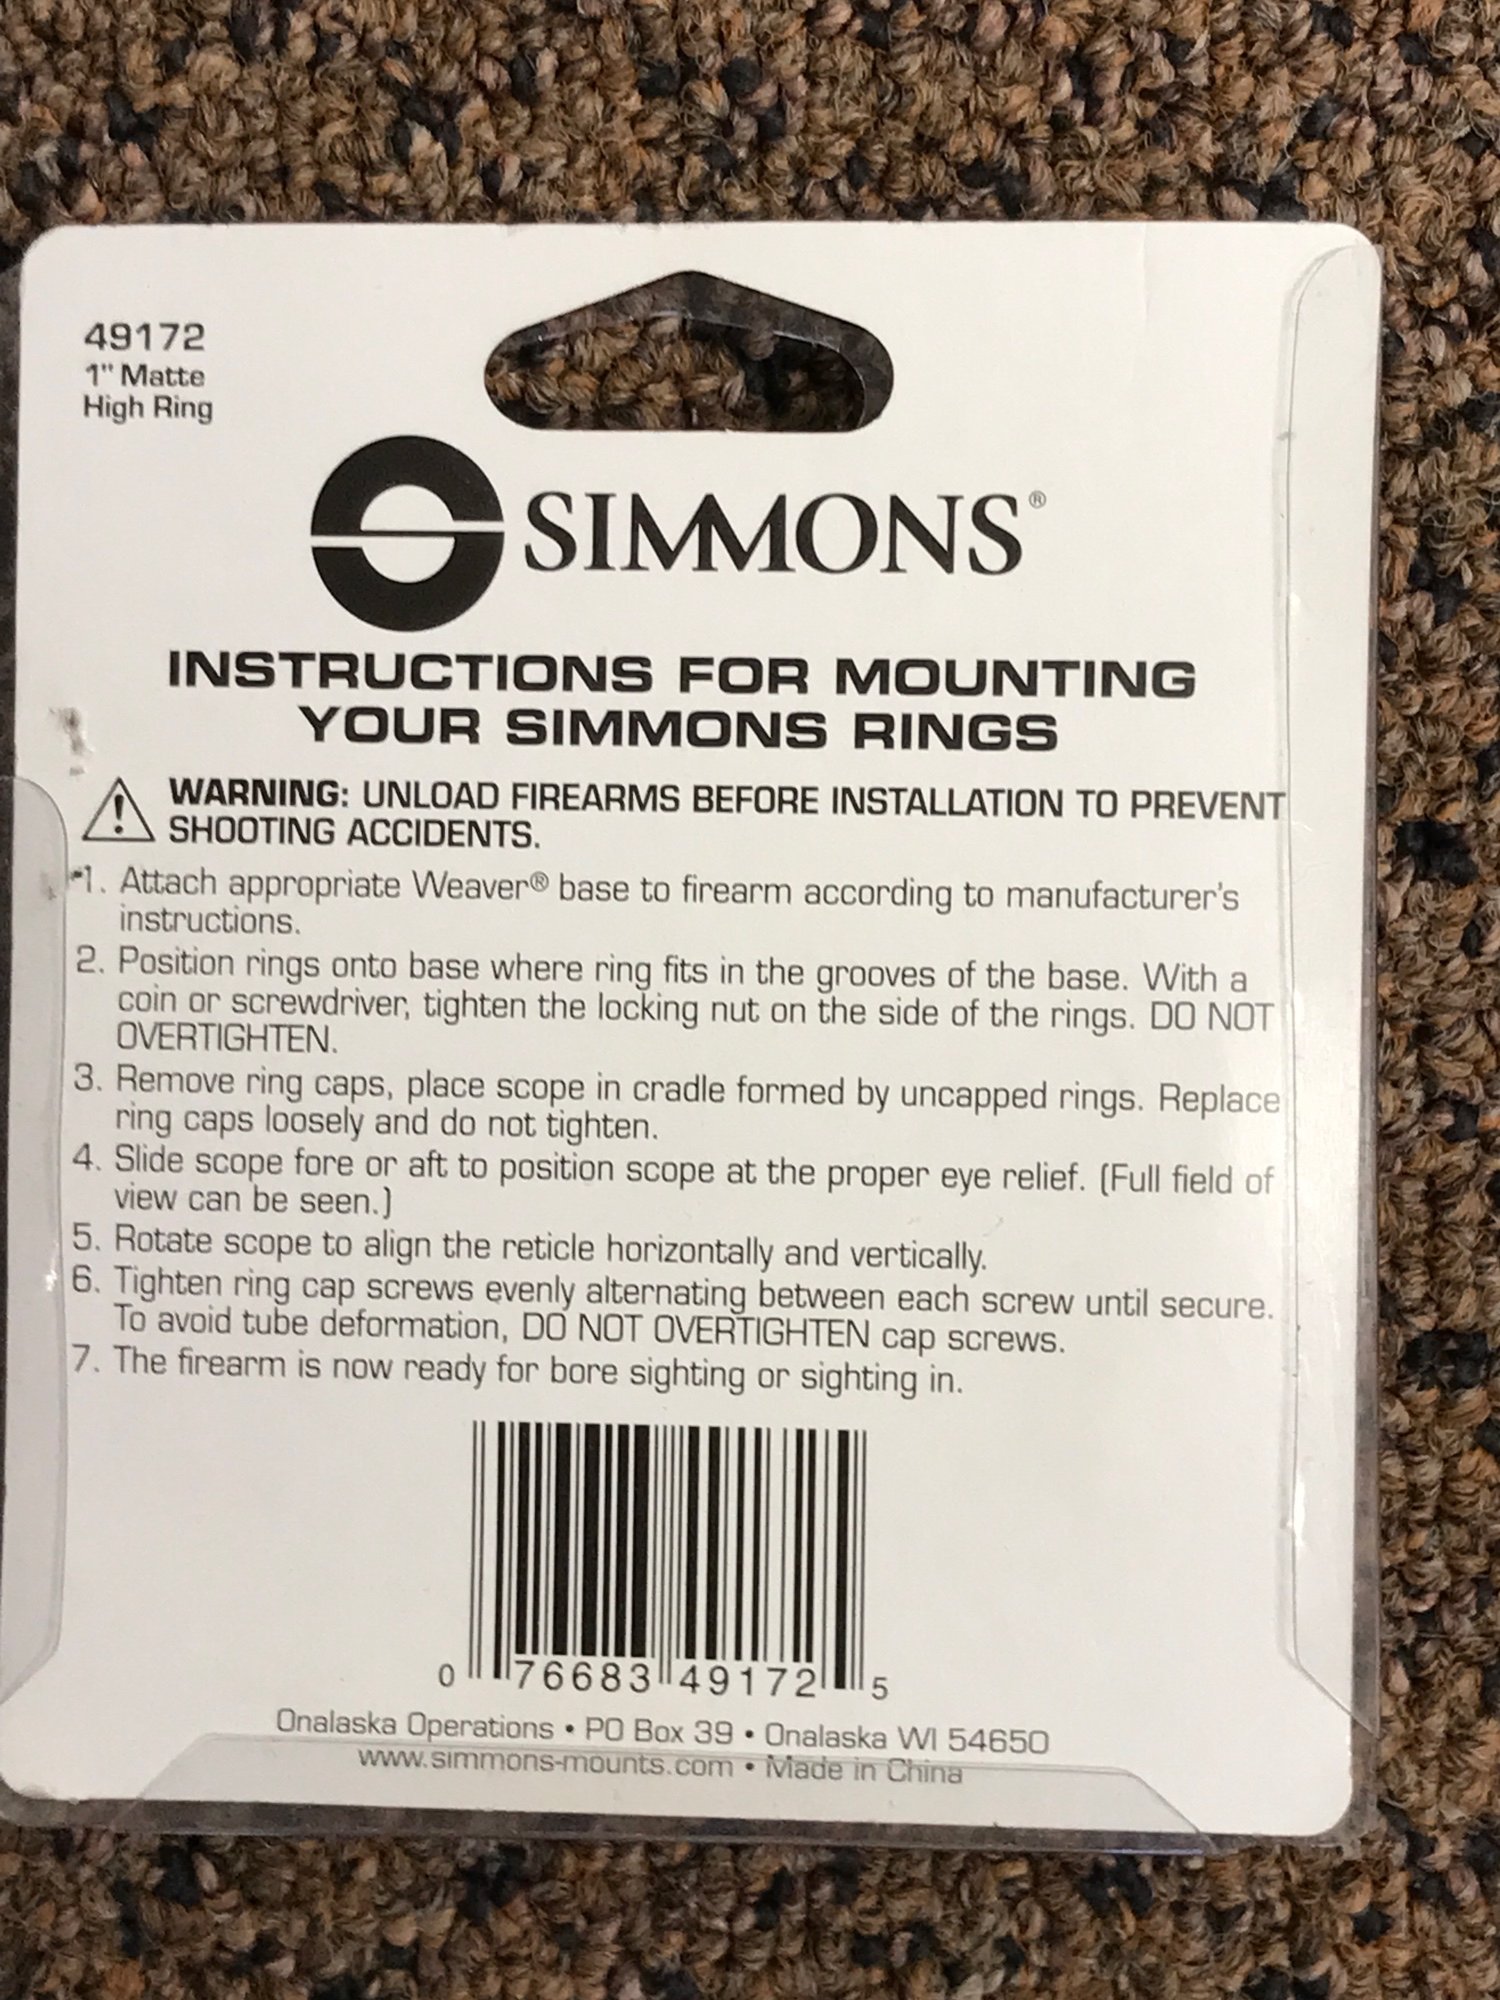 49172
1" Matte
High Ring
SIMMONS®
INSTRUCTIONS FOR MOUNTING
YOUR SIMMONS RINGS
WARNING: UNLOAD FIREARMS BEFORE INSTALLATION TO PREVENT
SHOOTING ACCIDENTS.
1. Attach appropriate Weaver® base to firearm according to manufacturer's
instructions.
2. Position rings onto base where ring fits in the grooves of the base. With a
coin or screwdriver, tighten the locking nut on the side of the rings. DO NOT
OVERTIGHTEN.
3. Remove ring caps, place scope in cradle formed by uncapped rings. Replace
ring caps loosely and do not tighten.
4. Slide scope fore or aft to position scope at the proper eye relief. (Full field of
view can be seen.)
5. Rotate scope to align the reticle horizontally and vertically.
6. Tighten ring cap screws evenly alternating between each screw until secure.
To avoid tube deformation, DO NOT OVERTIGHTEN cap screws.
7. The firearm is now ready for bore sighting or sighting in.
0 76683 49172 5
Onalaska Operations • PO Box 39 • Onalaska WI 54650
www.simmons-mounts.com • Made in China